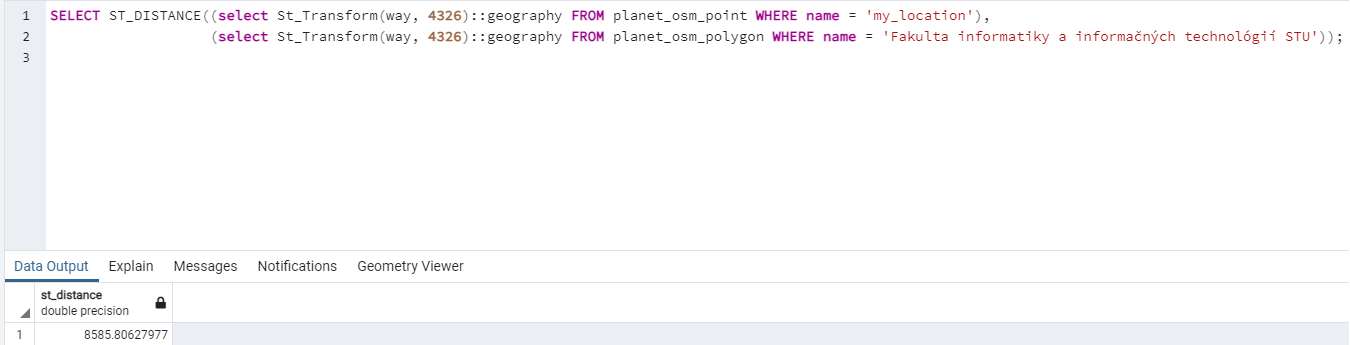 1 SELECT ST_DISTANCE((select St_Transform(way, 4326)::geography FROM planet_osm_point WHERE name = 'my_location'),
2 (select St_Transform(way, 4326)::geography FROM planet_osm_polygon WHERE name = 'Fakulta informatiky a informačných technológií STU'));
3
Data Output Explain Messages Notifications Geometry Viewer
st_distance
double precision
1 8585.80627977